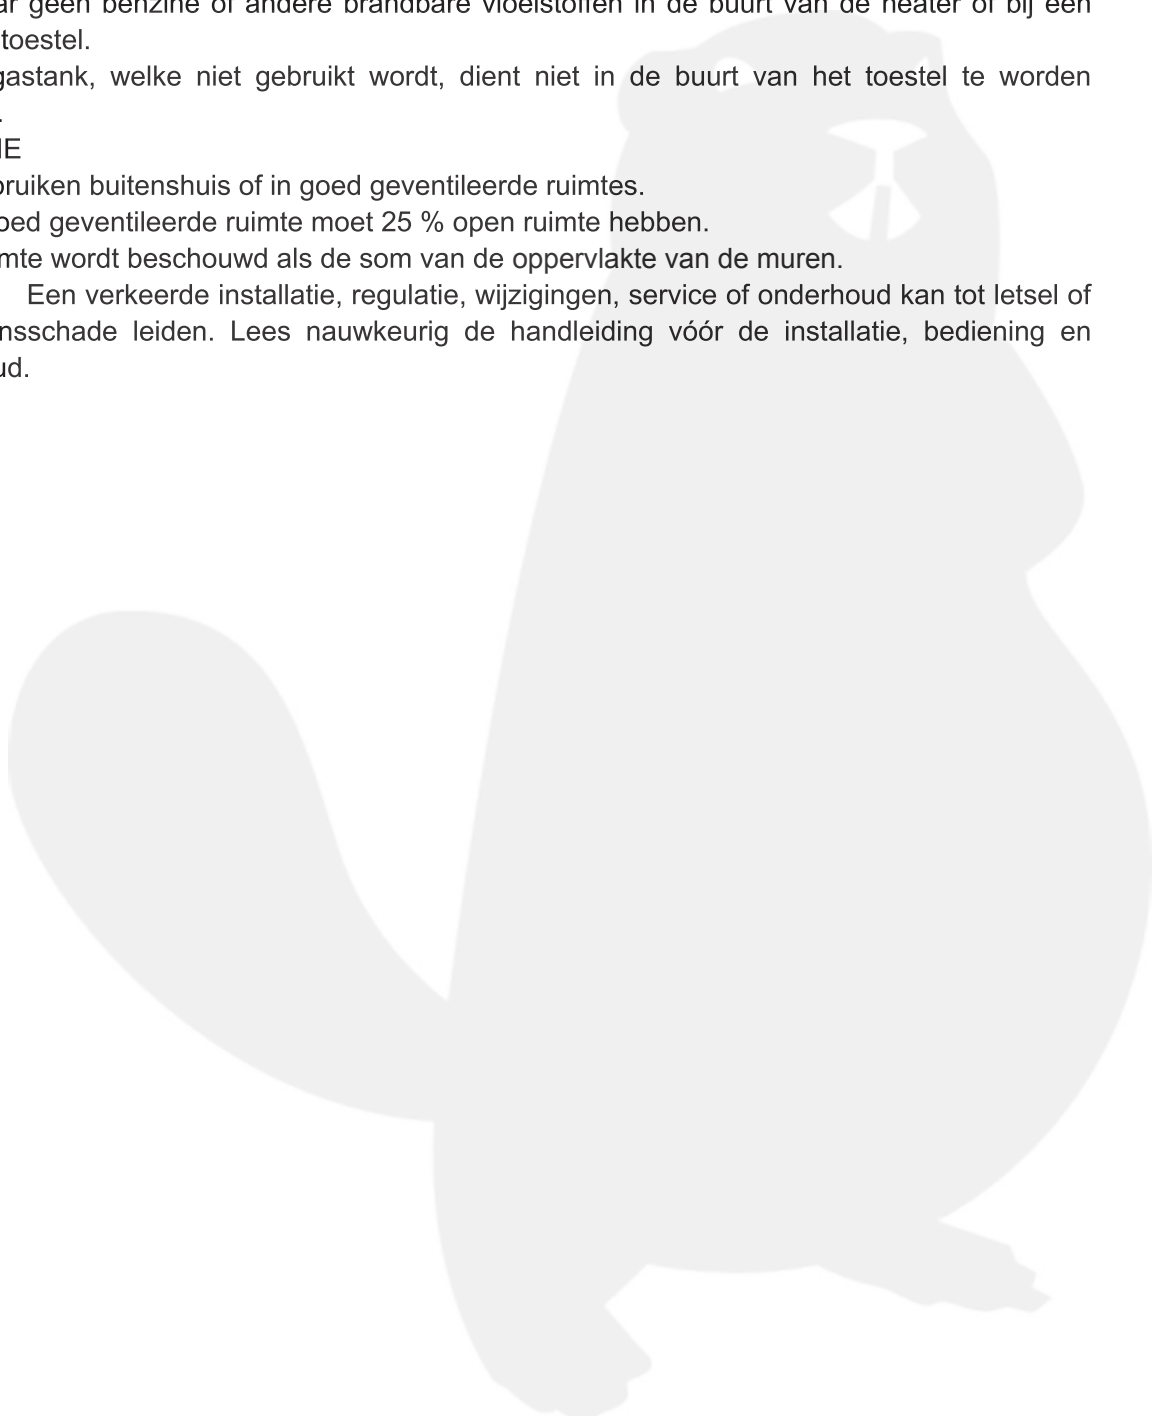 ar geen benzine of andere brandbare vloeistoffen in de buurt van de heater of bij een
toestel.
gastank, welke niet gebruikt wordt, dient niet in de buurt van het toestel te worden
.
IE
bruiken buitenshuis of in goed geventileerde ruimtes.
oed geventileerde ruimte moet 25 % open ruimte hebben.
mte wordt beschouwd als de som van de oppervlakte van de muren.
Een verkeerde installatie, regulatie, wijzigingen, service of onderhoud kan tot letsel of
nsschade leiden. Lees nauwkeurig de handleiding vóór de installatie, bediening en
ud.